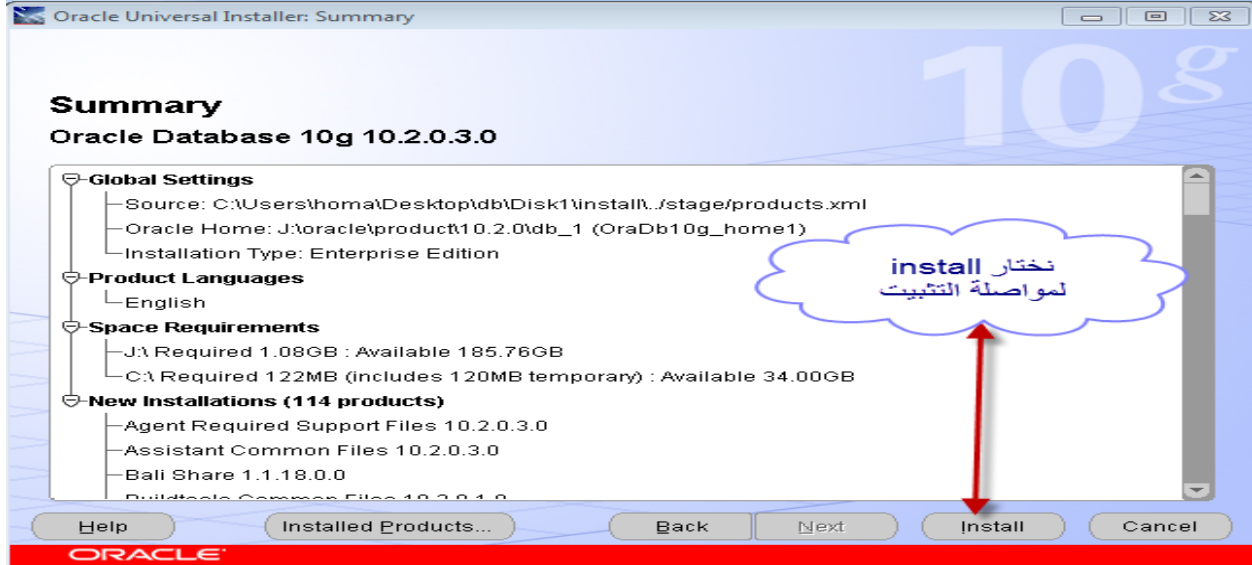 Oracle Universal Installer: Summary
10g
Summary
Oracle Database 10g 10.2.0.3.0
Global Settings
Source: C:\Users\homa\Desktop\db\Disk1\install\../stage/products.xml
Oracle Home: J:\oracle\product\10.2.0\db_1 (OraDb10g_home1)
Installation Type: Enterprise Edition
Product Languages
English
Space Requirements
J:\ Required 1.08GB : Available 185.76GB
C:\ Required 122MB (includes 120MB temporary) : Available 34.00GB
New Installations (114 products)
Agent Required Support Files 10.2.0.3.0
Assistant Common Files 10.2.0.3.0
Bali Share 1.1.18.0.0
نختار install
لمواصلة التثبيت
Help
Installed Products...
Back
Next
Install
Cancel
ORACLE